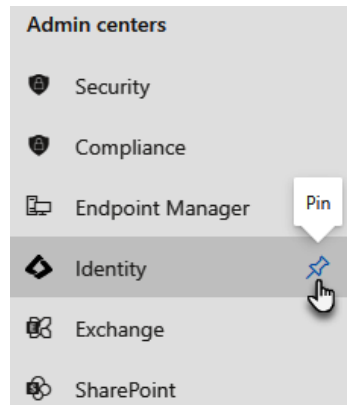 Admin centers
Security
Compliance
Endpoint Manager
Pin
Identity
Exchange
SharePoint